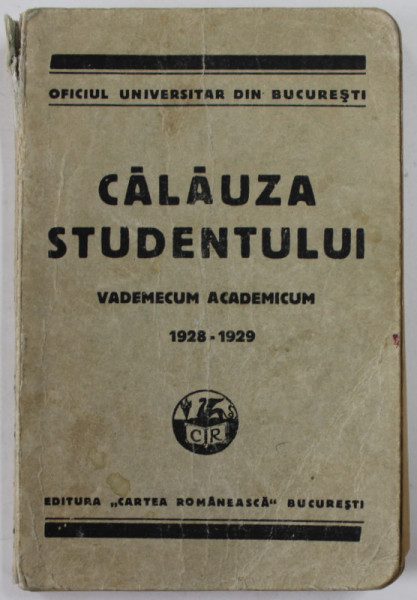 OFICIUL UNIVERSITAR DIN BUCUREȘTI
CĂLĂUZA
STUDENTULUI
VADEMECUM ACADEMICUM
1928 - 1929
CR
EDITURA „CARTEA ROMÂNEASCĂ" BUCUREȘTI